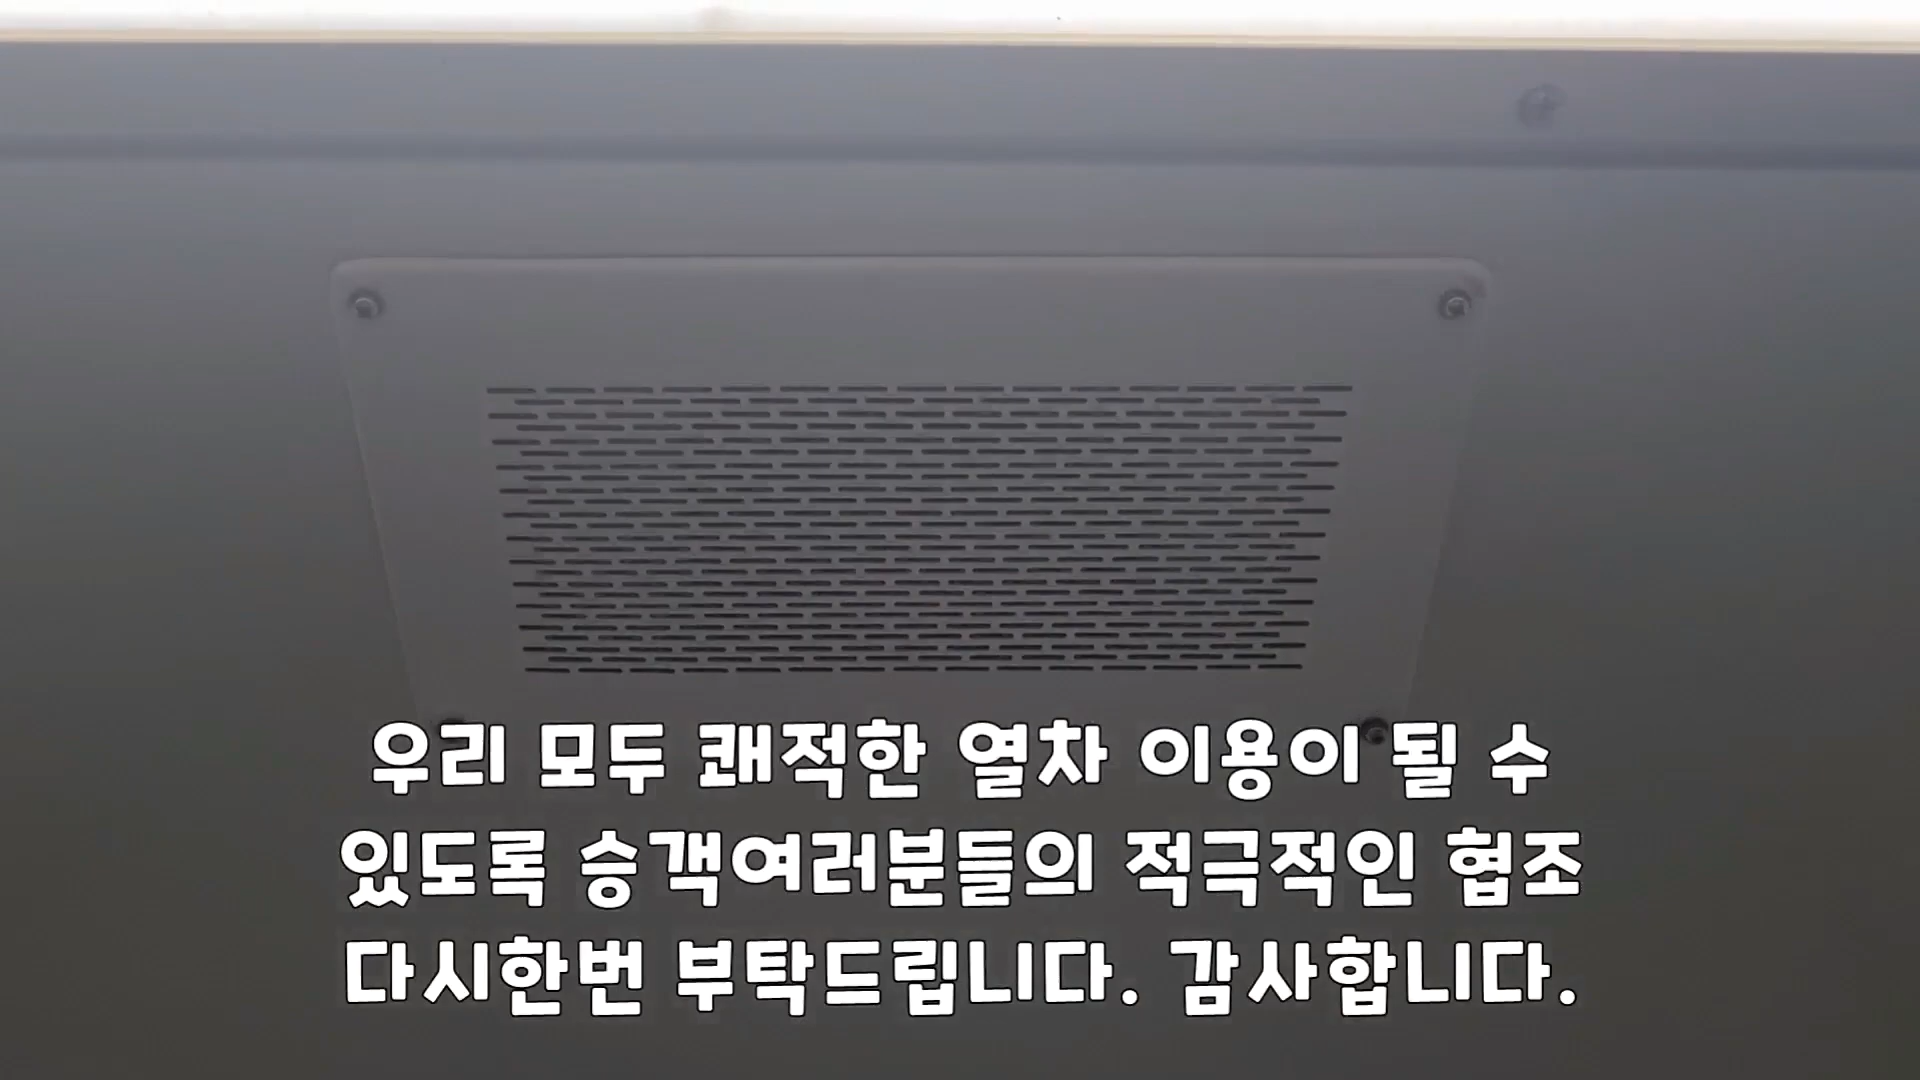 우리 모두 쾌적한 열차 이용이 될 수
있도록 승객여러분들의 적극적인 협조
다시한번 부탁드립니다. 감사합니다.